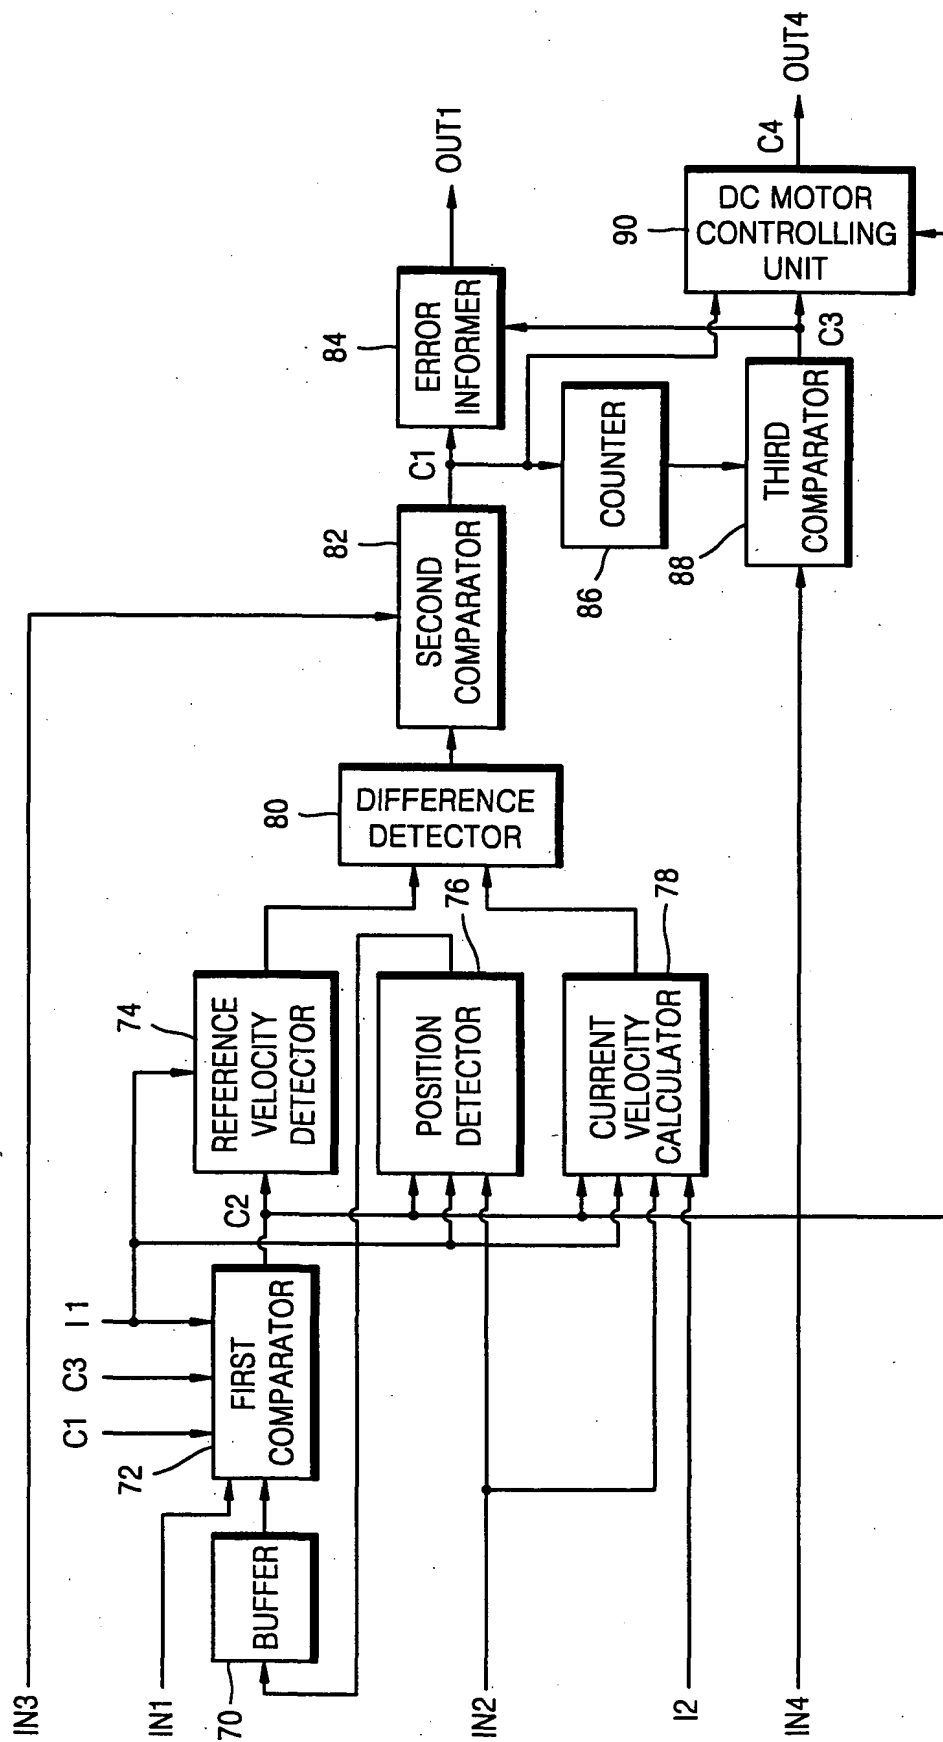 IN3
IN1
70
BUFFER
72
FIRST
COMPARATOR
C1
C3
I1
C2
74
REFERENCE
VELOCITY
DETECTOR
76
POSITION
DETECTOR
78
CURRENT
VELOCITY
CALCULATOR
IN2
I2
IN4
80
DIFFERENCE
DETECTOR
82
SECOND
COMPARATOR
C1
84
ERROR
INFORMER
OUT1
86
COUNTER
88
THIRD
COMPARATOR
C3
90
DC MOTOR
CONTROLLING
UNIT
C4
OUT4